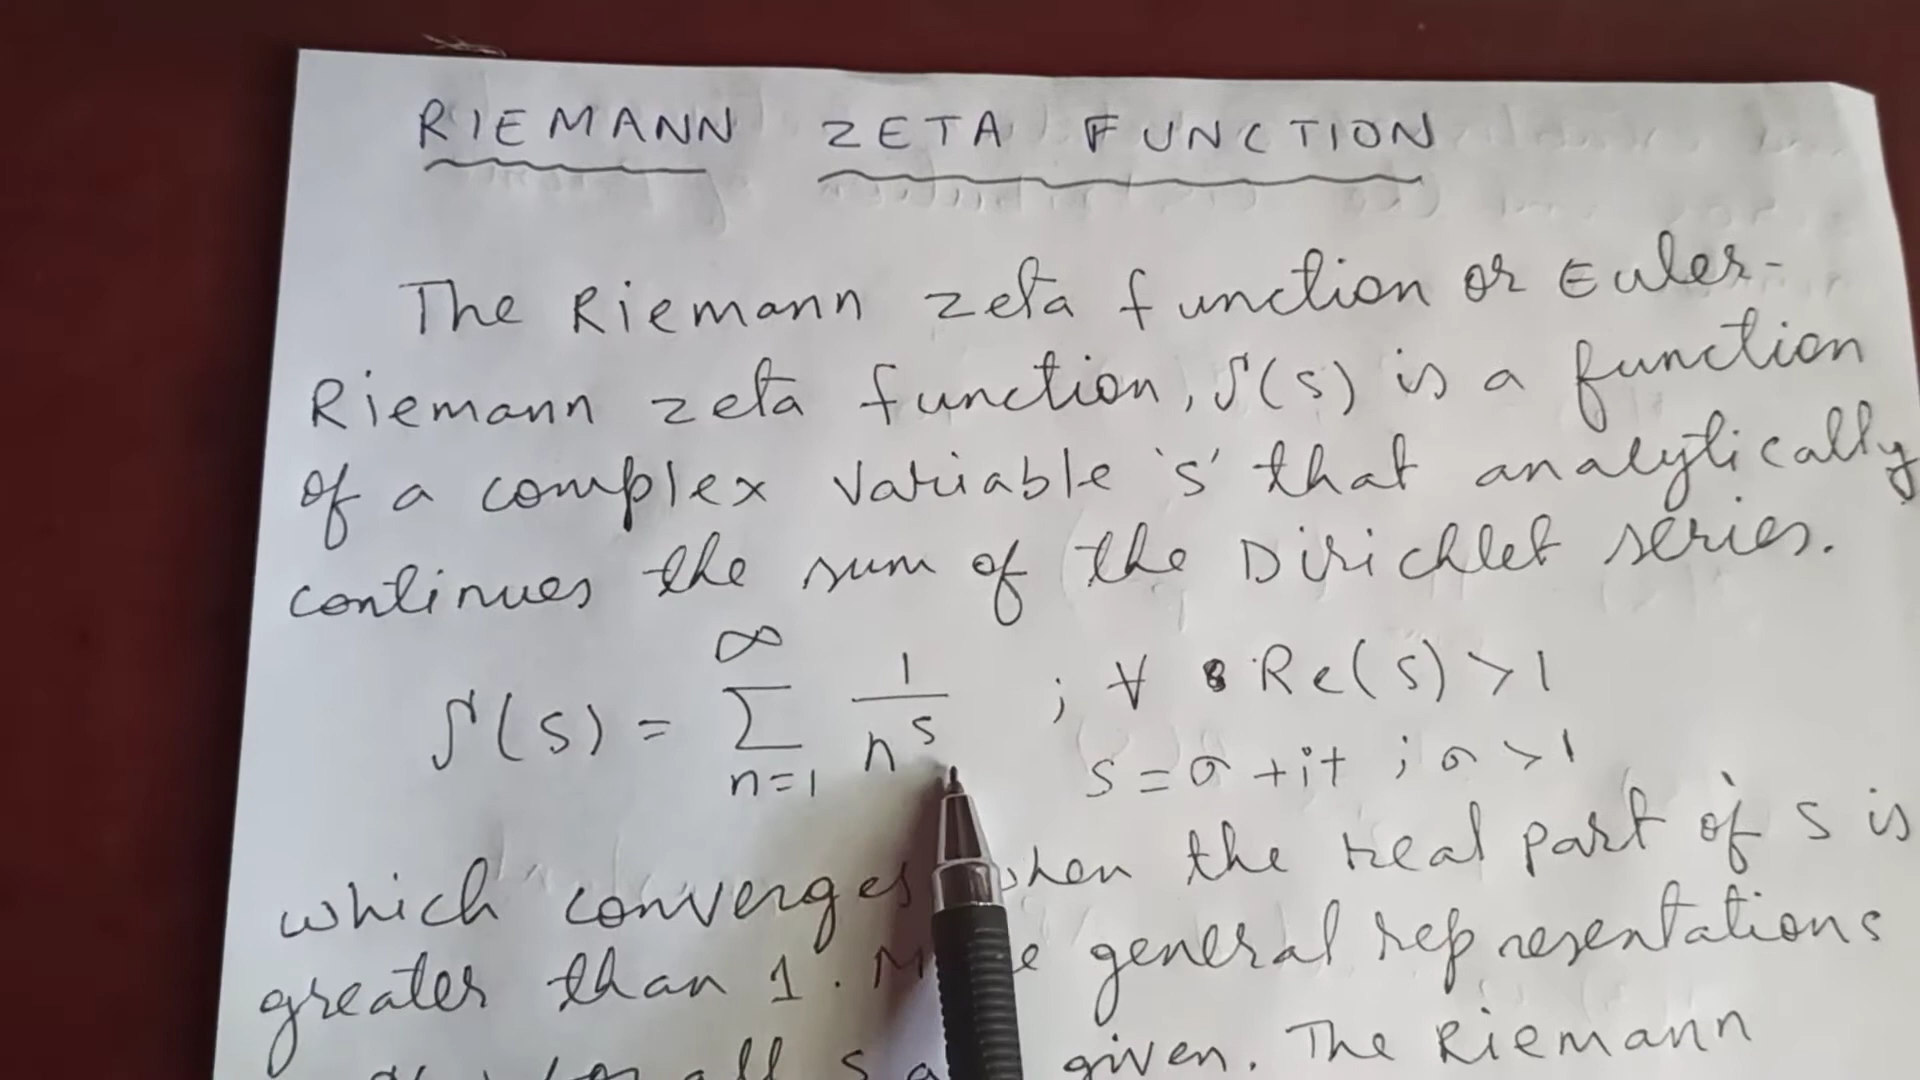 RIEMANN ZETA FUNCTION
The Riemann zeta function or Euler-
Riemann zeta function, ζ(s) is a function
of a complex variable 's' that analytically
continues the sum of the Dirichlet series.
ζ(s) = ∞ Σ n=1 1/n^s ; ∀ Re(s) > 1
s = σ + it ; σ > 1
which converges when the real part of s is
greater than 1. general representations
all s given. The Riemann